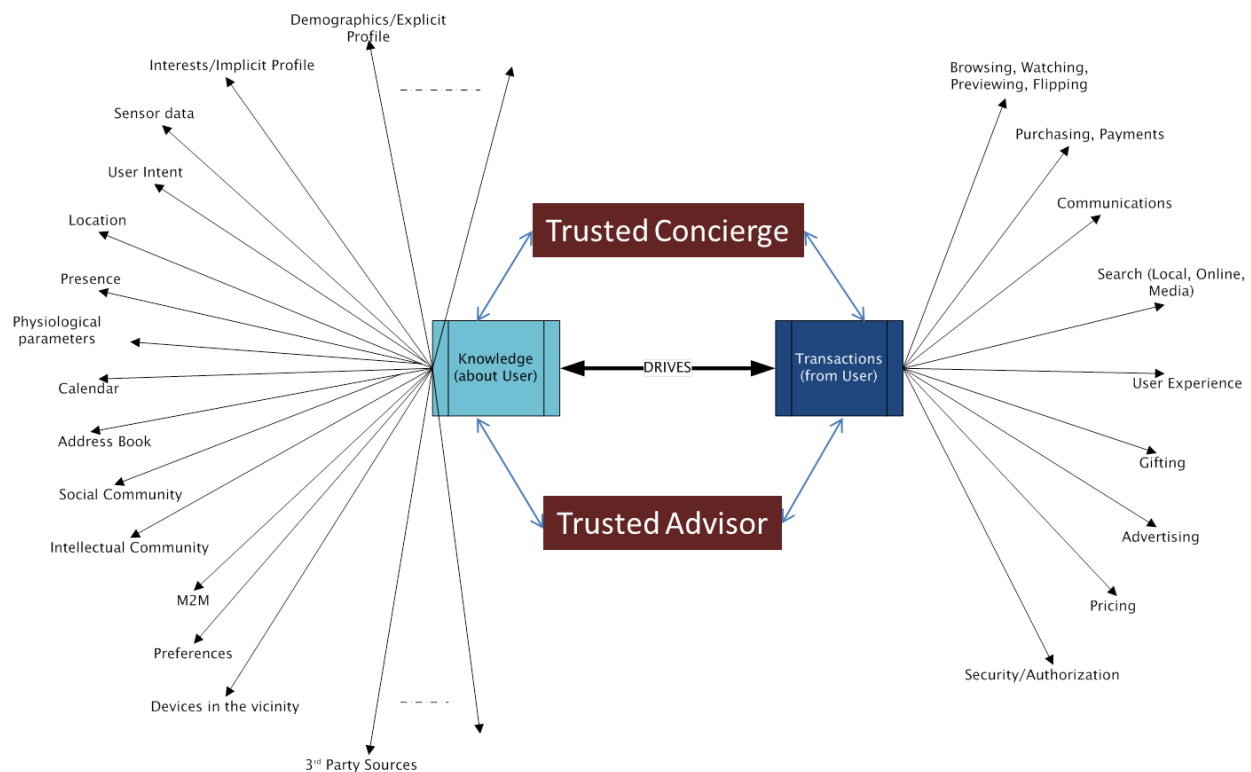 Demographics/Explicit
Profile
Interests/Implicit Profile
Sensor data
User Intent
Location
Presence
Physiological
parameters
Calendar
Address Book
Social Community
Intellectual Community
M2M
Preferences
Devices in the vicinity
3rd Party Sources
Trusted Concierge
Knowledge
(about User)
DRIVES
Transactions
(from User)
Trusted Advisor
Browsing, Watching,
Previewing, Flipping
Purchasing, Payments
Communications
Search (Local, Online,
Media)
User Experience
Gifting
Advertising
Pricing
Security/Authorization